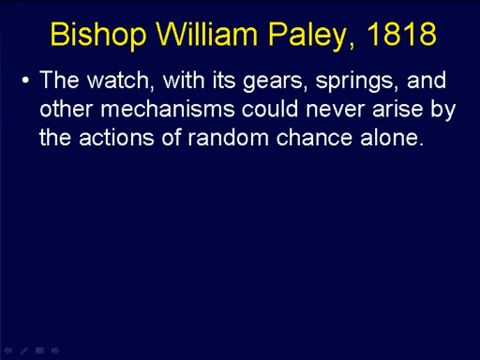 Bishop William Paley, 1818
• The watch, with its gears, springs, and
other mechanisms could never arise by
the actions of random chance alone.